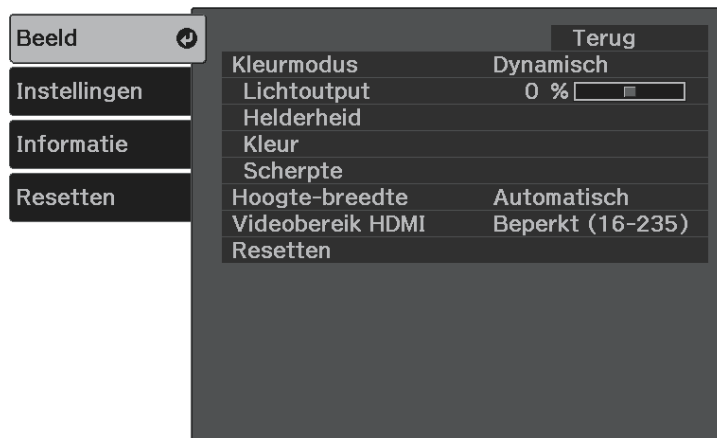 Beeld
Instellingen
Informatie
Resetten
Terug
Kleurmodus Dynamisch
Lichtoutput 0 %
Helderheid
Kleur
Scherpte
Hoogte-breedte Automatisch
Videobereik HDMI Beperkt (16-235)
Resetten